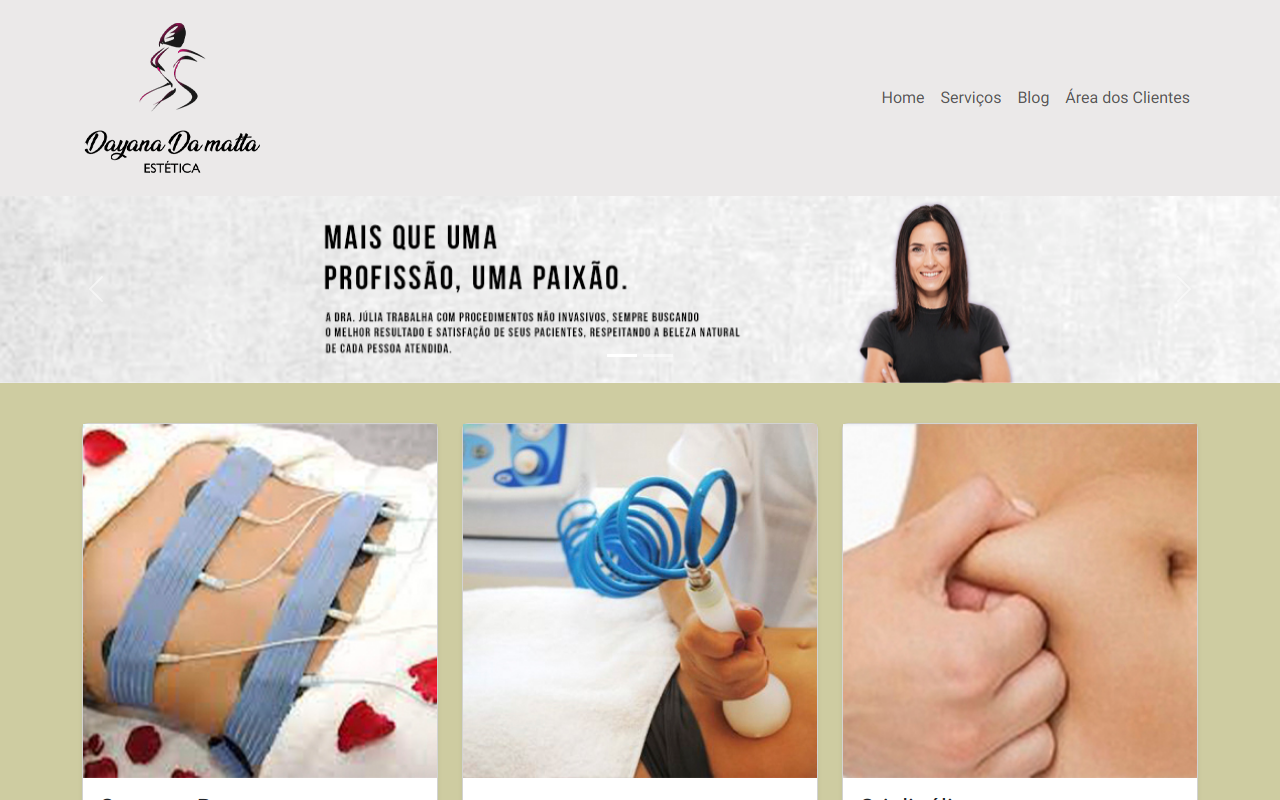 Dayana Da matta
ESTÉTICA
Home Serviços Blog Área dos Clientes
MAIS QUE UMA
PROFISSÃO, UMA PAIXÃO.
A DRA. JÚLIA TRABALHA COM PROCEDIMENTOS NÃO INVASIVOS, SEMPRE BUSCANDO
O MELHOR RESULTADO E SATISFAÇÃO DE SEUS PACIENTES, RESPEITANDO A BELEZA NATURAL
DE CADA PESSOA ATENDIDA.